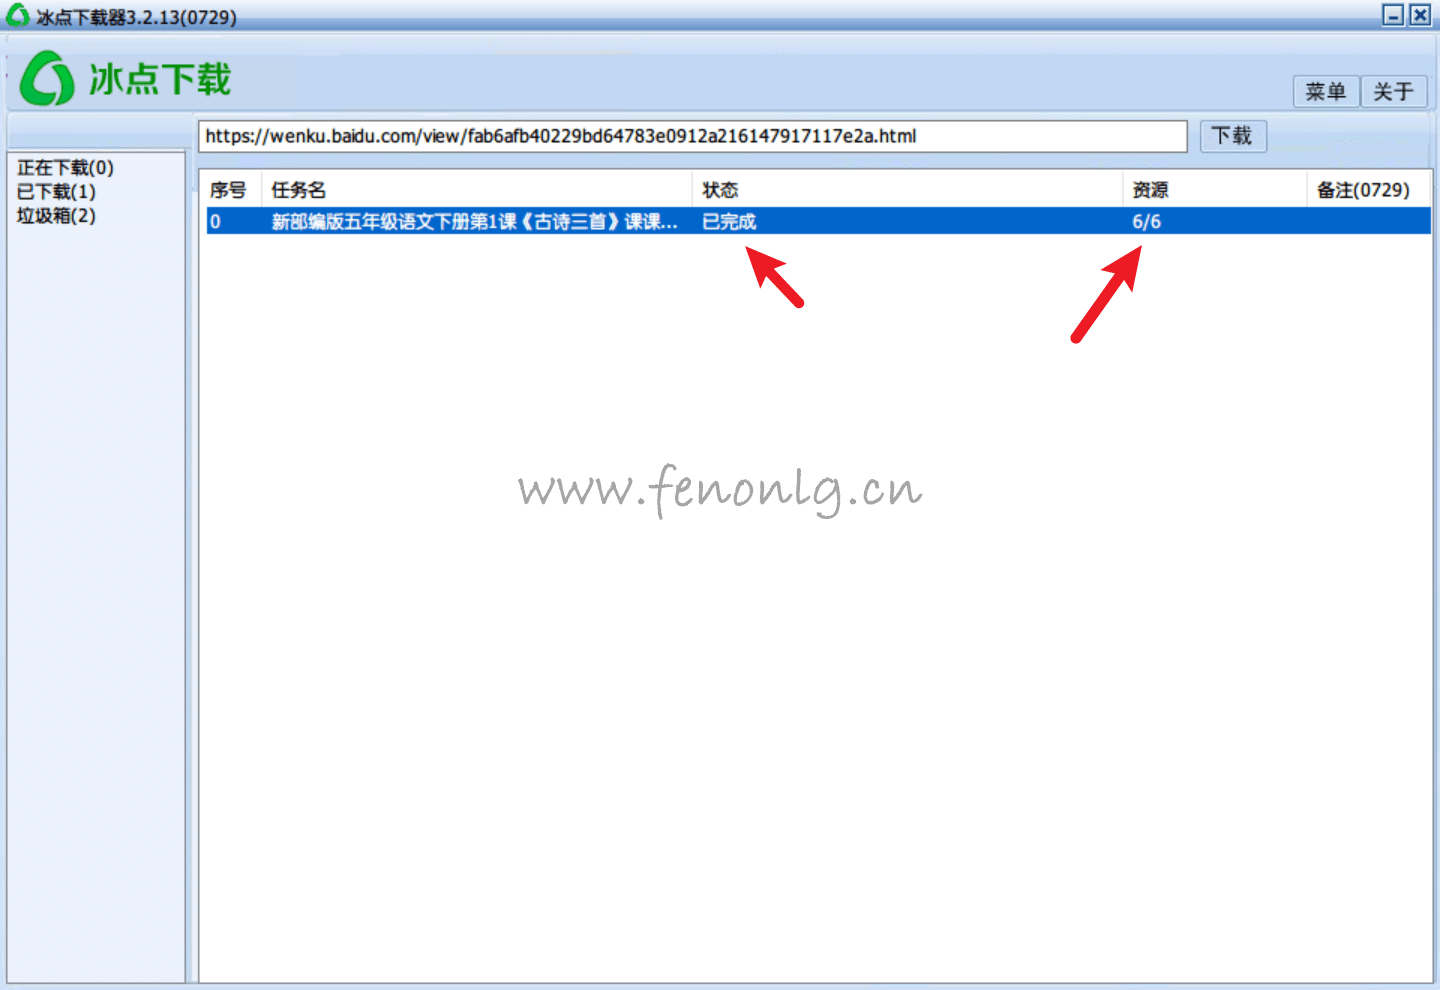 冰点下载器3.2.13(0729)
冰点下载
菜单 关于
https://wenku.baidu.com/view/fab6afb40229bd64783e0912a216147917117e2a.html 下载
正在下载(0)
已下载(1)
垃圾箱(2)
序号 任务名 状态 资源 备注(0729)
0 新部编版五年级语文下册第1课《古诗三首》课课... 已完成 6/6
www.fenonlg.cn